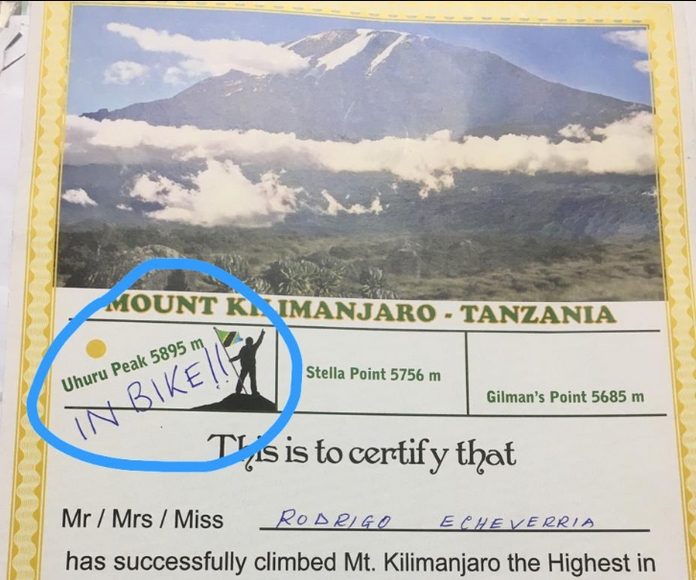 MOUNT KILIMANJARO - TANZANIA
Uhuru Peak 5895 m
IN BIKE!!
Stella Point 5756 m
Gilman's Point 5685 m
This is to certify that
Mr / Mrs / Miss RODRIGO ECHEVERRIA
has successfully climbed Mt. Kilimanjaro the Highest in